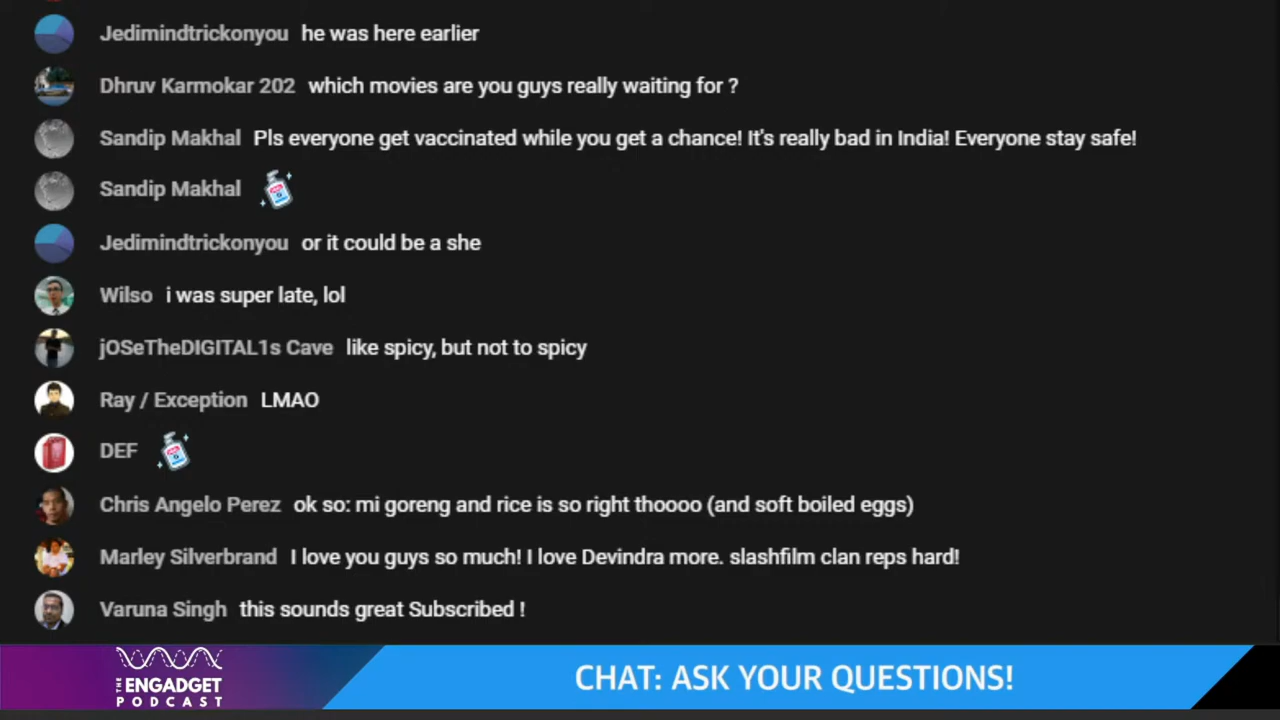 Jedimindtrickonyou he was here earlier
Dhruv Karmokar 202 which movies are you guys really waiting for ?
Sandip Makhal Pls everyone get vaccinated while you get a chance! It's really bad in India! Everyone stay safe!
Sandip Makhal
Jedimindtrickonyou or it could be a she
Wilso i was super late, lol
jOSeTheDIGITAL1s Cave like spicy, but not to spicy
Ray / Exception LMAO
DEF
Chris Angelo Perez ok so: mi goreng and rice is so right thoooo (and soft boiled eggs)
Marley Silverbrand I love you guys so much! I love Devindra more. slashfilm clan reps hard!
Varuna Singh this sounds great Subscribed !
THE ENGADGET PODCAST
CHAT: ASK YOUR QUESTIONS!